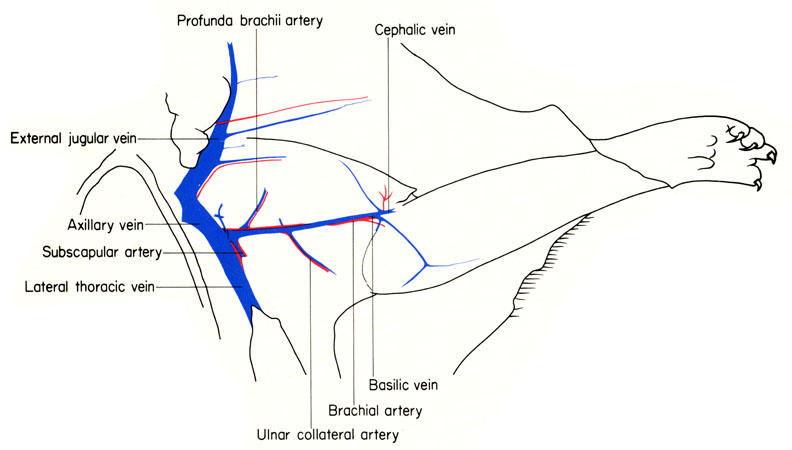 Profunda brachii artery
Cephalic vein
External jugular vein
Axillary vein
Subscapular artery
Lateral thoracic vein
Basilic vein
Brachial artery
Ulnar collateral artery